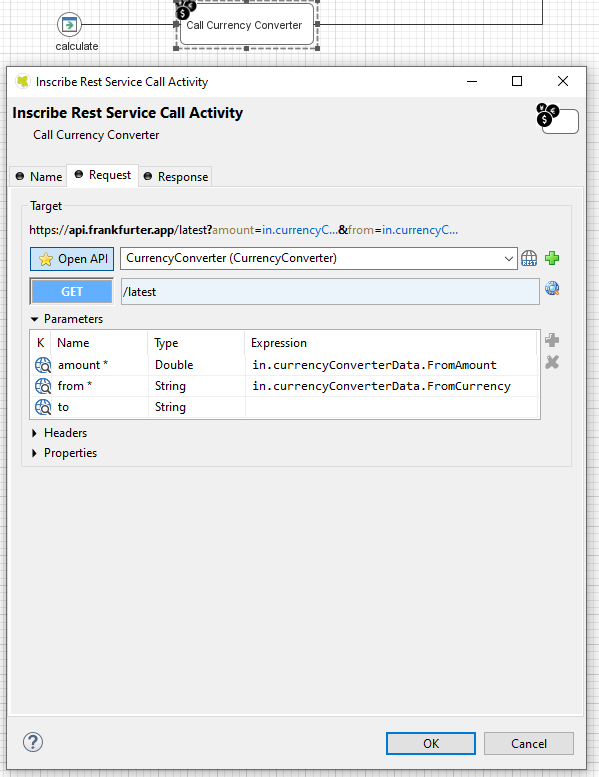 Call Currency Converter
calculate
Inscribe Rest Service Call Activity
Inscribe Rest Service Call Activity
Call Currency Converter
Name Request Response
Target
https://api.frankfurter.app/latest?amount=in.currencyC...&from=in.currencyC...
Open API CurrencyConverter (CurrencyConverter)
GET /latest
Parameters
K Name Type Expression
amount * Double in.currencyConverterData.FromAmount
from * String in.currencyConverterData.FromCurrency
to String
Headers
Properties
? OK Cancel